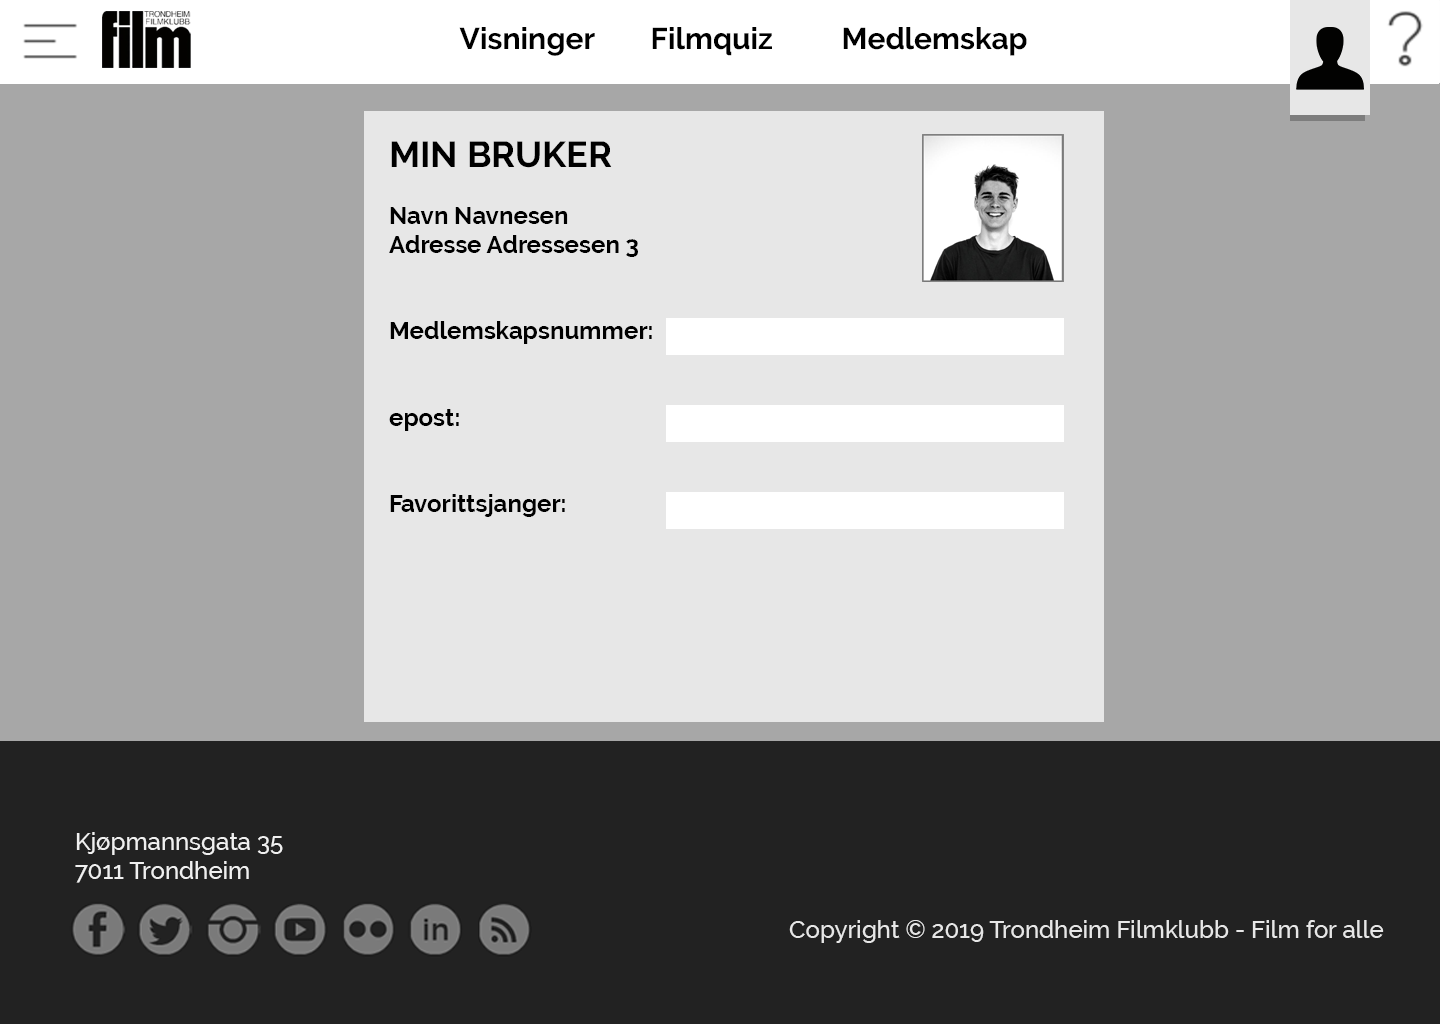 TRONDHEIM
FILMKLUBB
film
Visninger
Filmquiz
Medlemskap
MIN BRUKER
Navn Navnesen
Adresse Adressesen 3
Medlemskapsnummer:
epost:
Favorittsjanger:
Kjøpmannsgata 35
7011 Trondheim
Copyright © 2019 Trondheim Filmklubb - Film for alle